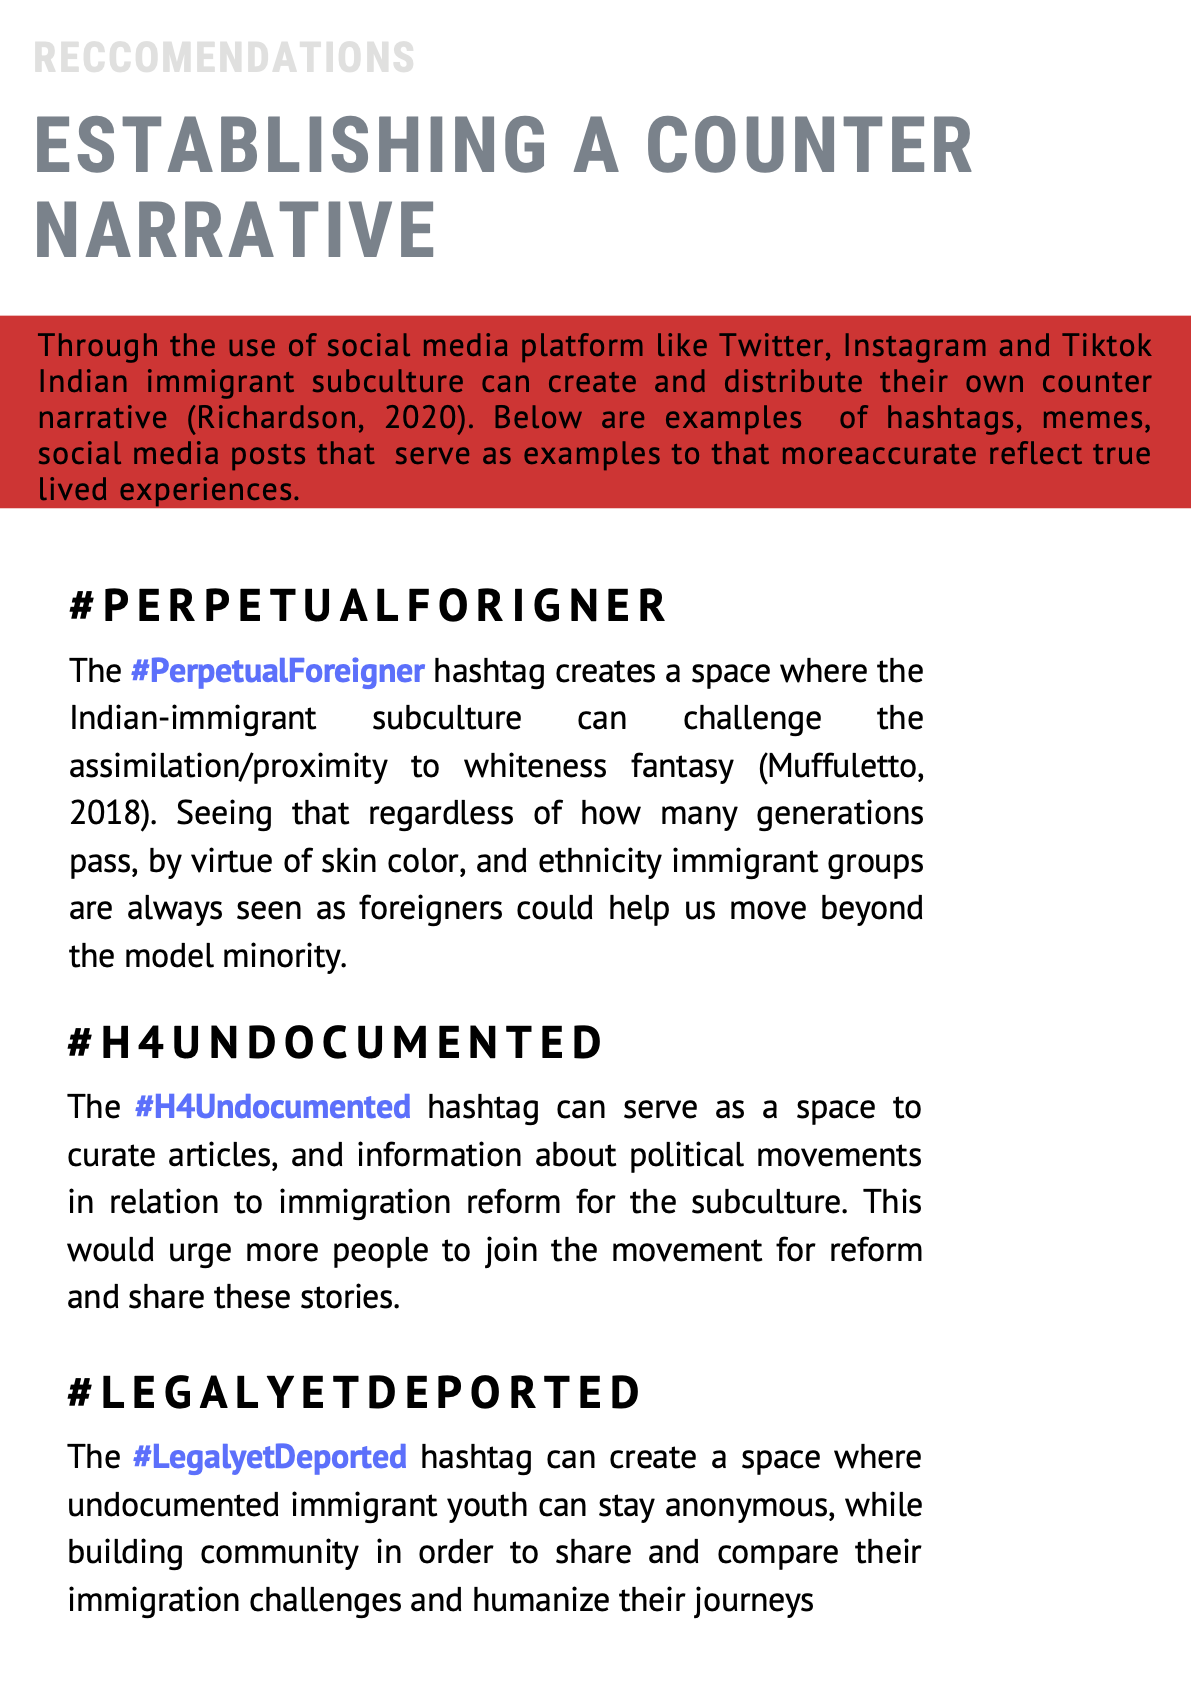 RECCOMENDATIONS
ESTABLISHING A COUNTER
NARRATIVE
Through the use of social media platform like Twitter, Instagram and Tiktok
Indian immigrant subculture can create and distribute their own counter
narrative (Richardson, 2020). Below are examples of hashtags, memes,
social media posts that serve as examples to that moreaccurate reflect true
lived experiences.
#PERPETUALFORIGNER
The #PerpetualForeigner hashtag creates a space where the
Indian-immigrant subculture can challenge the
assimilation/proximity to whiteness fantasy (Muffuletto,
2018). Seeing that regardless of how many generations
pass, by virtue of skin color, and ethnicity immigrant groups
are always seen as foreigners could help us move beyond
the model minority.
#H4UNDOCUMENTED
The #H4Undocumented hashtag can serve as a space to
curate articles, and information about political movements
in relation to immigration reform for the subculture. This
would urge more people to join the movement for reform
and share these stories.
#LEGALYETDEPORTED
The #LegalyetDeported hashtag can create a space where
undocumented immigrant youth can stay anonymous, while
building community in order to share and compare their
immigration challenges and humanize their journeys